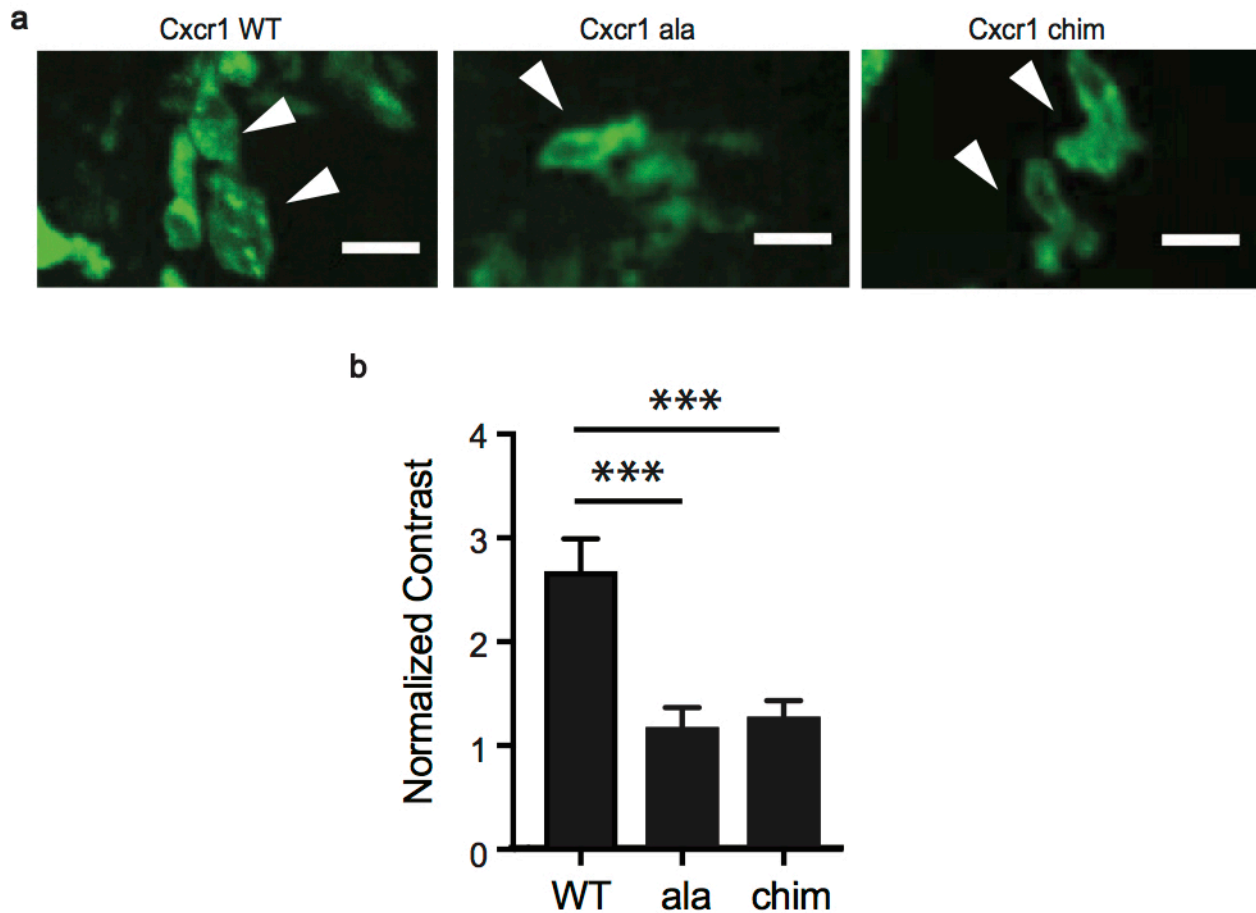 a
Cxcr1 WT
Cxcr1 ala
Cxcr1 chim
b
***
***
Normalized Contrast
4
3
2
1
0
WT
ala
chim